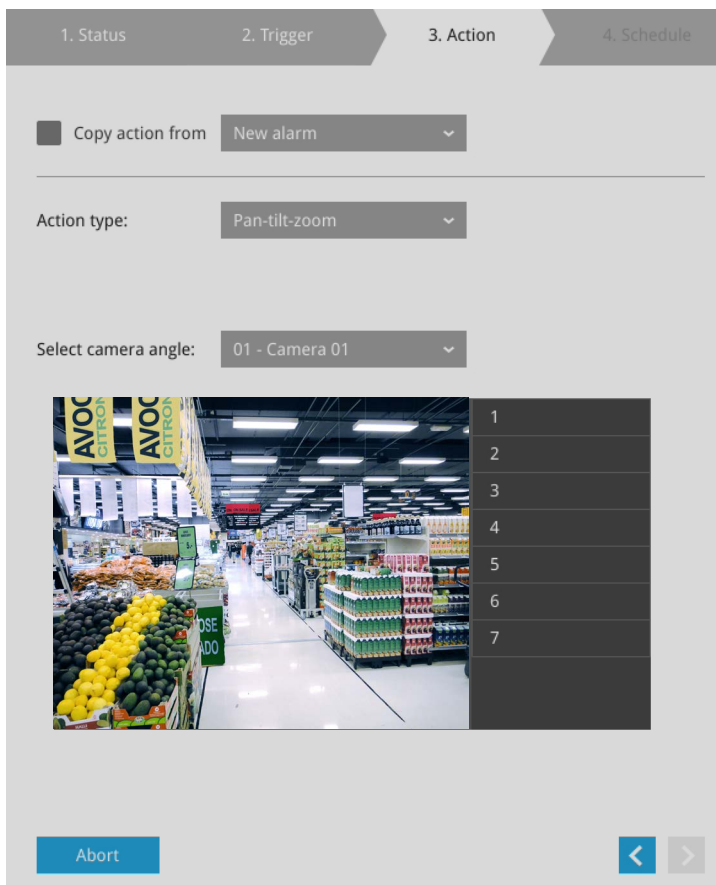 1. Status
2. Trigger
3. Action
4. Schedule
Copy action from
New alarm
Action type:
Pan-tilt-zoom
Select camera angle:
01 - Camera 01
AVOC
CITRON
AVOC
CITRON
OSE
ADO
1
2
3
4
5
6
7
Abort